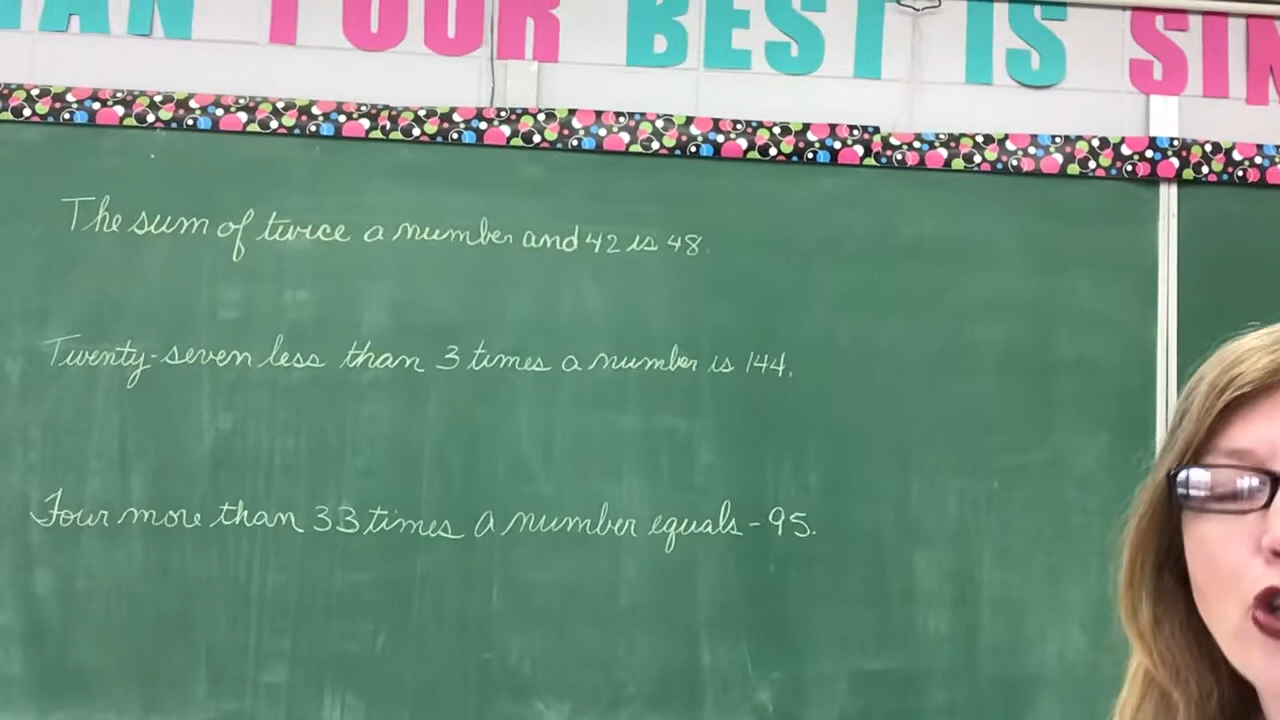 AN YOUR BEST IS SIN
The sum of twice a number and 42 is 48.
Twenty-seven less than 3 times a number is 144.
Four more than 33 times a number equals -95.